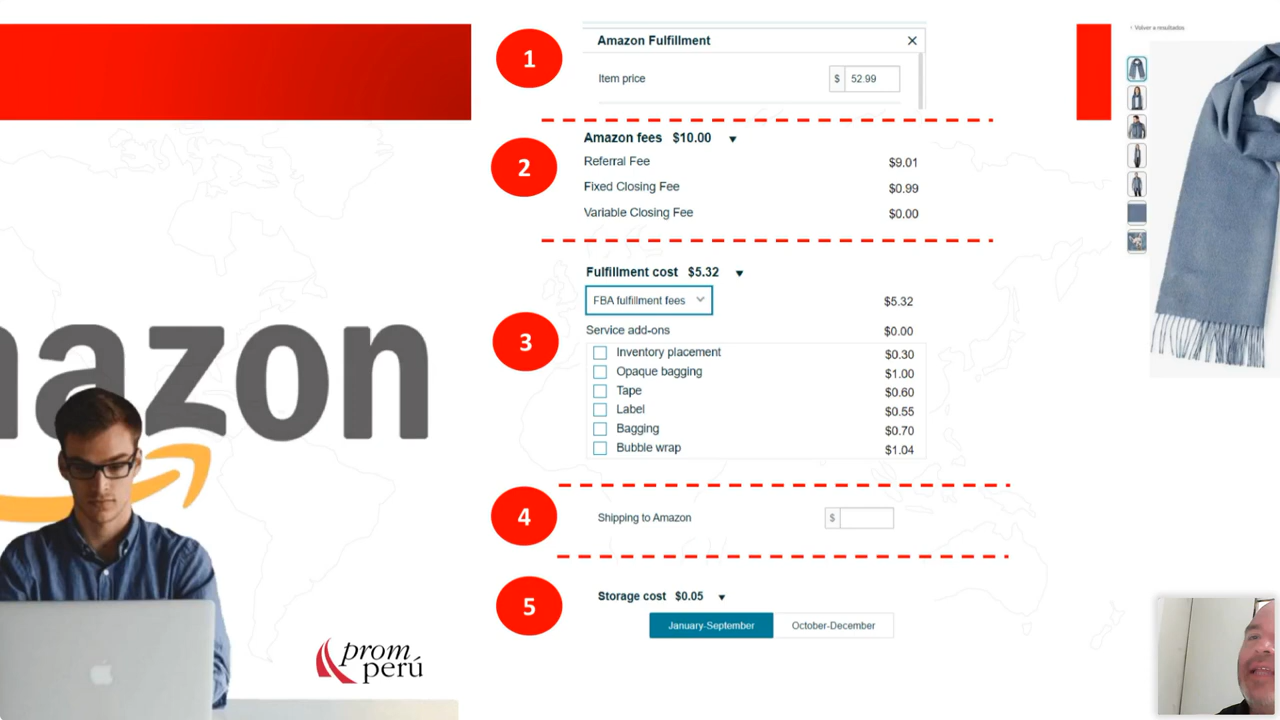 1
Amazon Fulfillment
Item price
$ 52.99
2
Amazon fees $10.00
Referral Fee $9.01
Fixed Closing Fee $0.99
Variable Closing Fee $0.00
3
Fulfillment cost $5.32
FBA fulfillment fees $5.32
Service add-ons $0.00
Inventory placement $0.30
Opaque bagging $1.00
Tape $0.60
Label $0.55
Bagging $0.70
Bubble wrap $1.04
4
Shipping to Amazon $
5
Storage cost $0.05
January-September October-December
Volver a resultados
azon
prom
perú